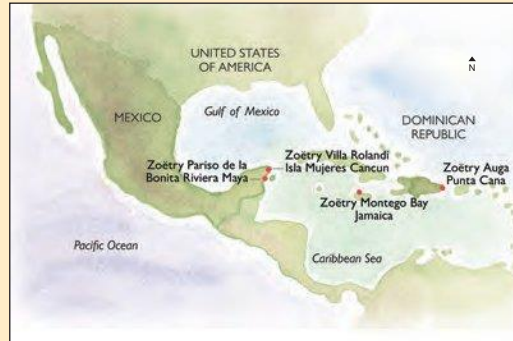 UNITED STATES
OF AMERICA
N
Gulf of Mexico
MEXICO
DOMINICAN
REPUBLIC
Zoëtry Pariso de la
Bonita Riviera Maya
Zoëtry Villa Rolandi
Isla Mujeres Cancun
Zoëtry Auga
Punta Cana
Zoëtry Montego Bay
Jamaica
Pacific Ocean
Caribbean Sea